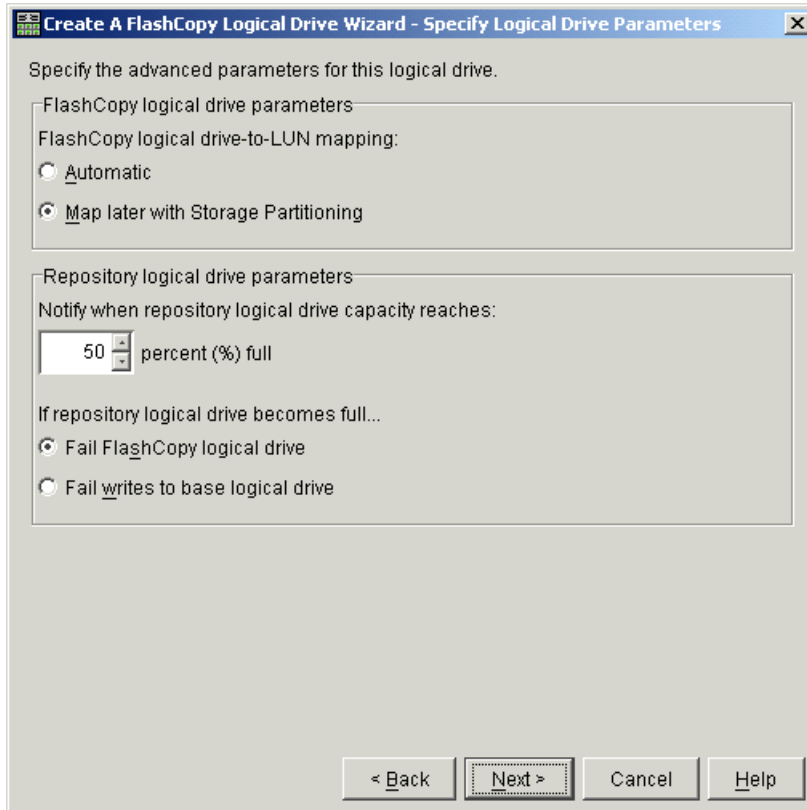 Create A FlashCopy Logical Drive Wizard - Specify Logical Drive Parameters
Specify the advanced parameters for this logical drive.
FlashCopy logical drive parameters
FlashCopy logical drive-to-LUN mapping:
Automatic
Map later with Storage Partitioning
Repository logical drive parameters
Notify when repository logical drive capacity reaches:
50 percent (%) full
If repository logical drive becomes full...
Fail FlashCopy logical drive
Fail writes to base logical drive
< Back Next > Cancel Help